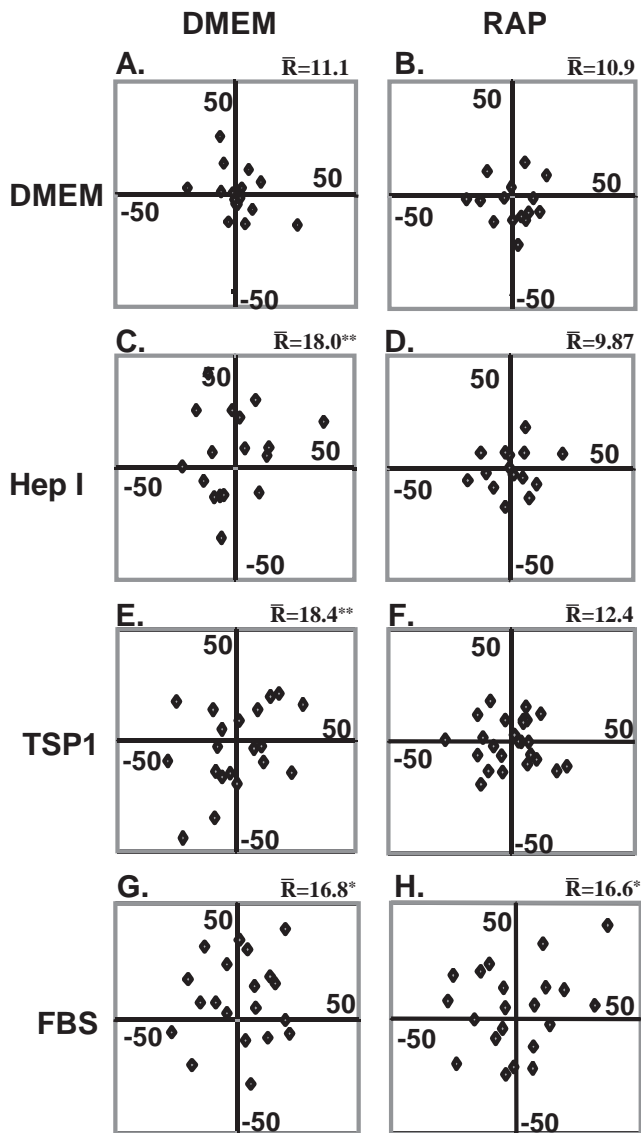 DMEM RAP
A. R̅=11.1 B. R̅=10.9
50 50
DMEM 50 50
-50 -50
-50 -50
C. R̅=18.0** D. R̅=9.87
50 50
50 50
Hep I -50 -50
-50 -50
E. R̅=18.4** F. R̅=12.4
50 50
50 50
TSP1 -50 -50
-50 -50
G. R̅=16.8* H. R̅=16.6*
50 50
50 50
FBS -50 -50
-50 -50